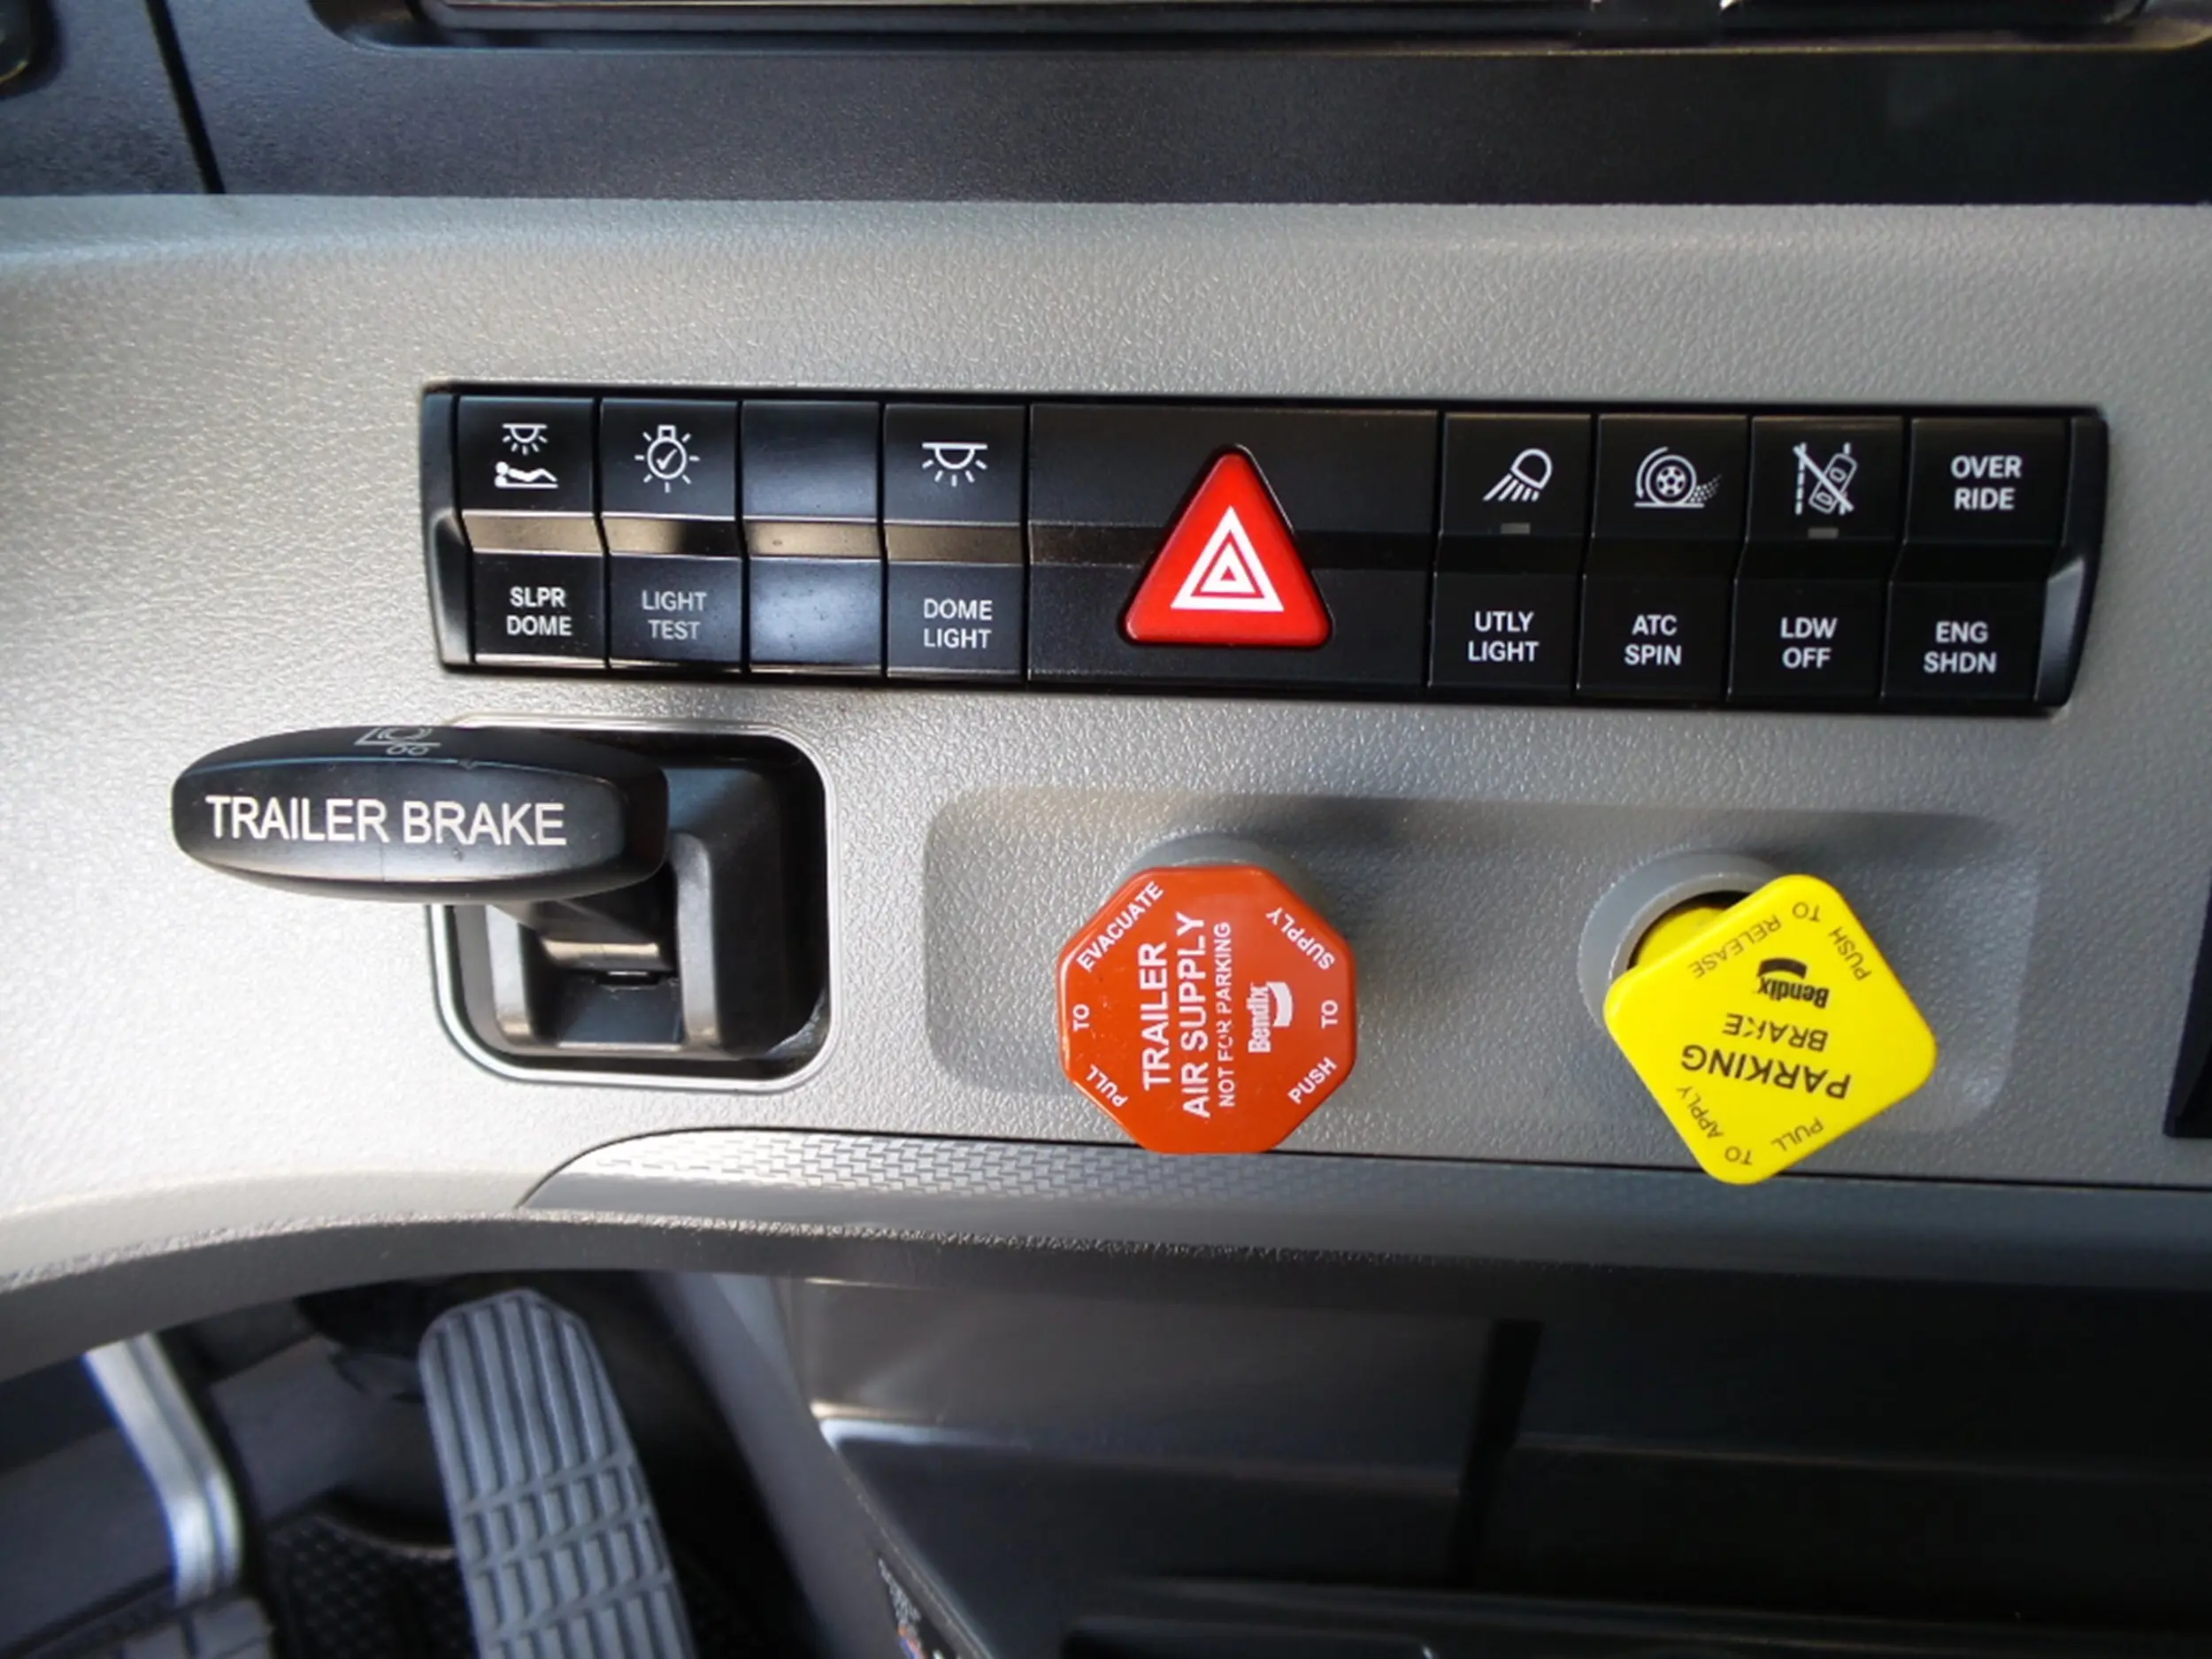 SLPR
DOME
LIGHT
TEST
DOME
LIGHT
UTLY
LIGHT
ATC
SPIN
LDW
OFF
OVER
RIDE
ENG
SHDN
TRAILER BRAKE
PULL TO EVACUATE
TRAILER
AIR SUPPLY
NOT FOR PARKING
Bendix
PUSH TO SUPPLY
PUSH TO RELEASE
Bendix
PARKING
BRAKE
PULL TO APPLY